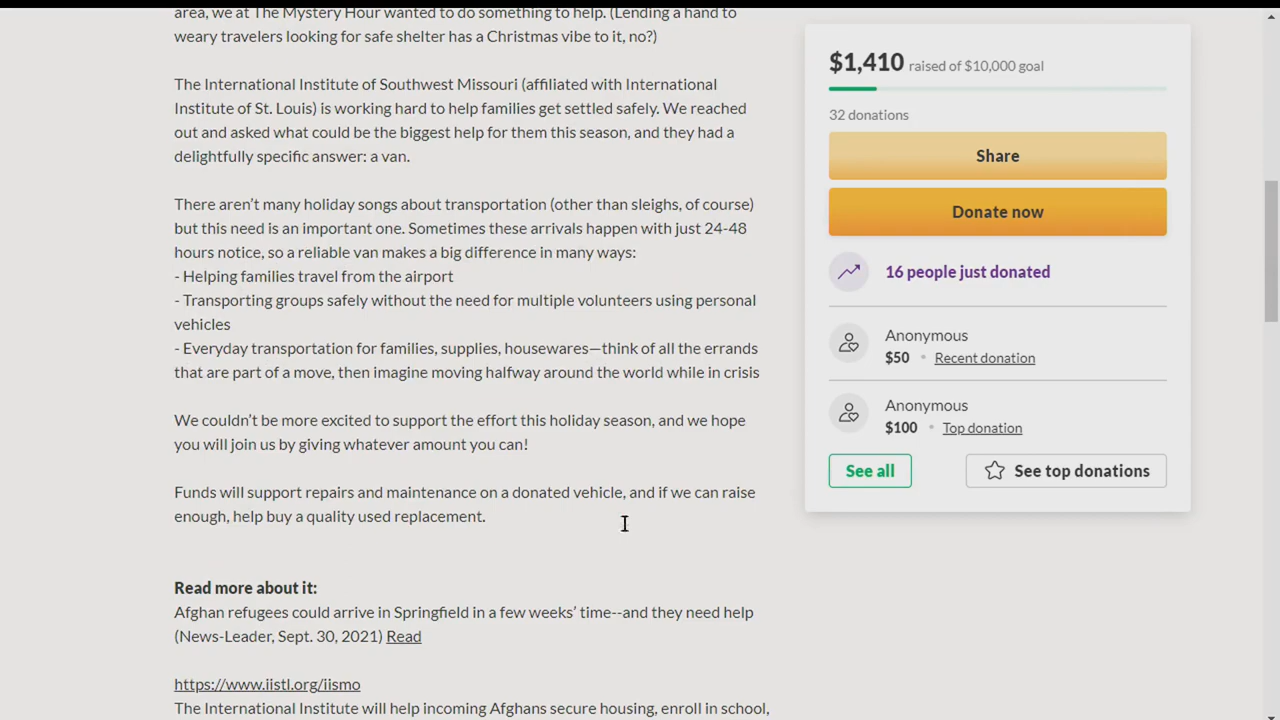 area, we at The Mystery Hour wanted to do something to help. (Lending a hand to
weary travelers looking for safe shelter has a Christmas vibe to it, no?)
The International Institute of Southwest Missouri (affiliated with International
Institute of St. Louis) is working hard to help families get settled safely. We reached
out and asked what could be the biggest help for them this season, and they had a
delightfully specific answer: a van.
There aren't many holiday songs about transportation (other than sleighs, of course)
but this need is an important one. Sometimes these arrivals happen with just 24-48
hours notice, so a reliable van makes a big difference in many ways:
- Helping families travel from the airport
- Transporting groups safely without the need for multiple volunteers using personal
vehicles
- Everyday transportation for families, supplies, housewares—think of all the errands
that are part of a move, then imagine moving halfway around the world while in crisis
We couldn't be more excited to support the effort this holiday season, and we hope
you will join us by giving whatever amount you can!
Funds will support repairs and maintenance on a donated vehicle, and if we can raise
enough, help buy a quality used replacement.
Read more about it:
Afghan refugees could arrive in Springfield in a few weeks' time--and they need help
(News-Leader, Sept. 30, 2021) Read
https://www.iistl.org/iismo
The International Institute will help incoming Afghans secure housing, enroll in school,
$1,410 raised of $10,000 goal
32 donations
Share
Donate now
16 people just donated
Anonymous
$50 • Recent donation
Anonymous
$100 • Top donation
See all
See top donations